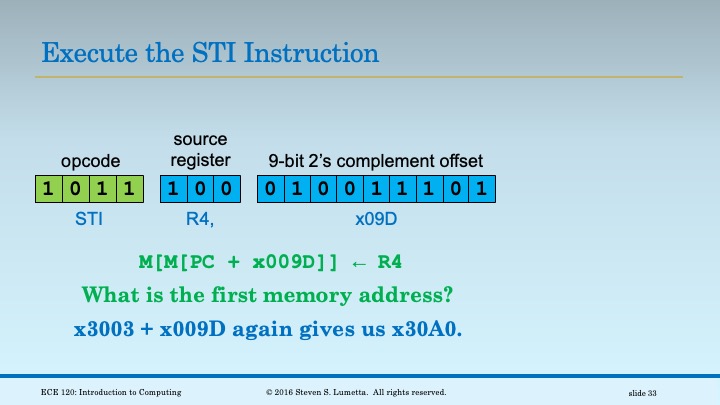 Execute the STI Instruction
source
opcode register 9-bit 2's complement offset
1 0 1 1 1 0 0 0 1 0 0 1 1 1 0 1
STI R4, x09D
M[M[PC + x009D]] ← R4
What is the first memory address?
x3003 + x009D again gives us x30A0.
ECE 120: Introduction to Computing © 2016 Steven S. Lumetta. All rights reserved. slide 33